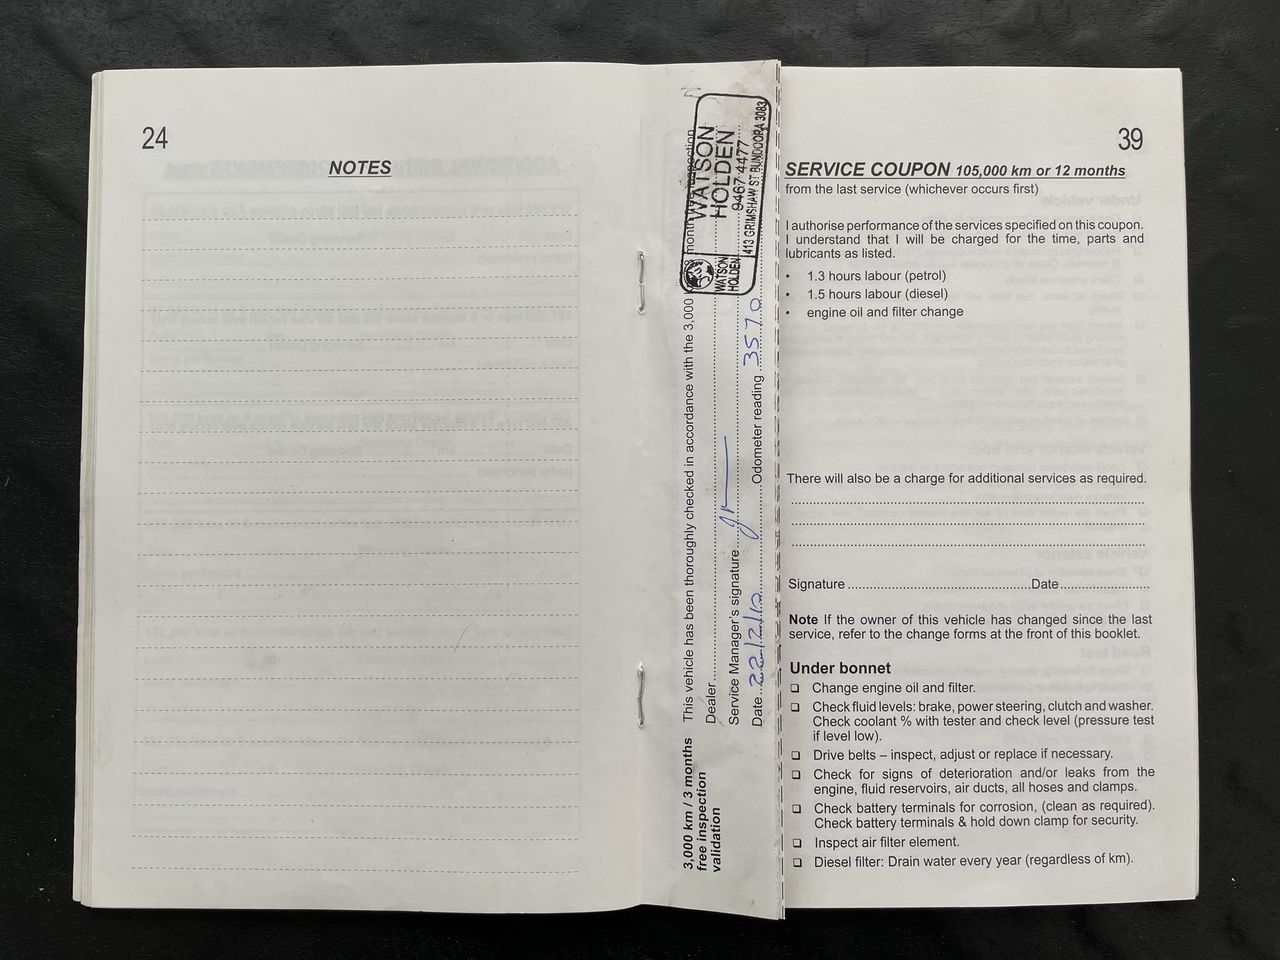 24
NOTES
3,000 km / 3 months
free inspection
validation
This vehicle has been thoroughly checked in accordance with the 3,000 months free inspection
Dealer
Service Manager's signature
Date 22/2/10 Odometer reading 3570
WATSON
HOLDEN
9467 4477
413 GRIMSHAW ST BUNDOORA 3083
WATSON
HOLDEN
39
SERVICE COUPON 105,000 km or 12 months
from the last service (whichever occurs first)
I authorise performance of the services specified on this coupon.
I understand that I will be charged for the time, parts and
lubricants as listed.
• 1.3 hours labour (petrol)
• 1.5 hours labour (diesel)
• engine oil and filter change
There will also be a charge for additional services as required.
Signature Date
Note If the owner of this vehicle has changed since the last
service, refer to the change forms at the front of this booklet.
Under bonnet
❑ Change engine oil and filter.
❑ Check fluid levels: brake, power steering, clutch and washer.
Check coolant % with tester and check level (pressure test
if level low).
❑ Drive belts – inspect, adjust or replace if necessary.
❑ Check for signs of deterioration and/or leaks from the
engine, fluid reservoirs, air ducts, all hoses and clamps.
❑ Check battery terminals for corrosion, (clean as required).
Check battery terminals & hold down clamp for security.
❑ Inspect air filter element.
❑ Diesel filter: Drain water every year (regardless of km).